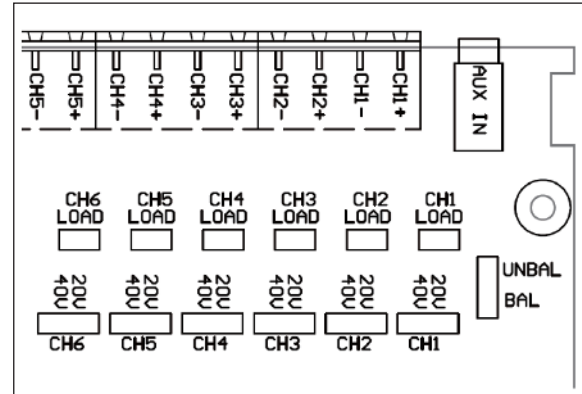 CH5- CH5+ CH4- CH4+ CH3- CH3+ CH2- CH2+ CH1- CH1+ AUX IN
CH6 CH5 CH4 CH3 CH2 CH1
LOAD LOAD LOAD LOAD LOAD LOAD
UNBAL
BAL
40V 20V 40V 20V 40V 20V 40V 20V 40V 20V 40V 20V
CH6 CH5 CH4 CH3 CH2 CH1